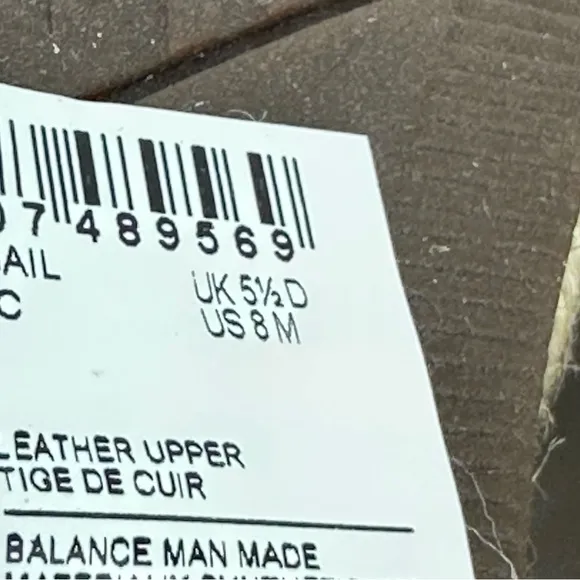 7 489569
AIL
C
UK 5½ D
US 8 M
LEATHER UPPER
TIGE DE CUIR
BALANCE MAN MADE